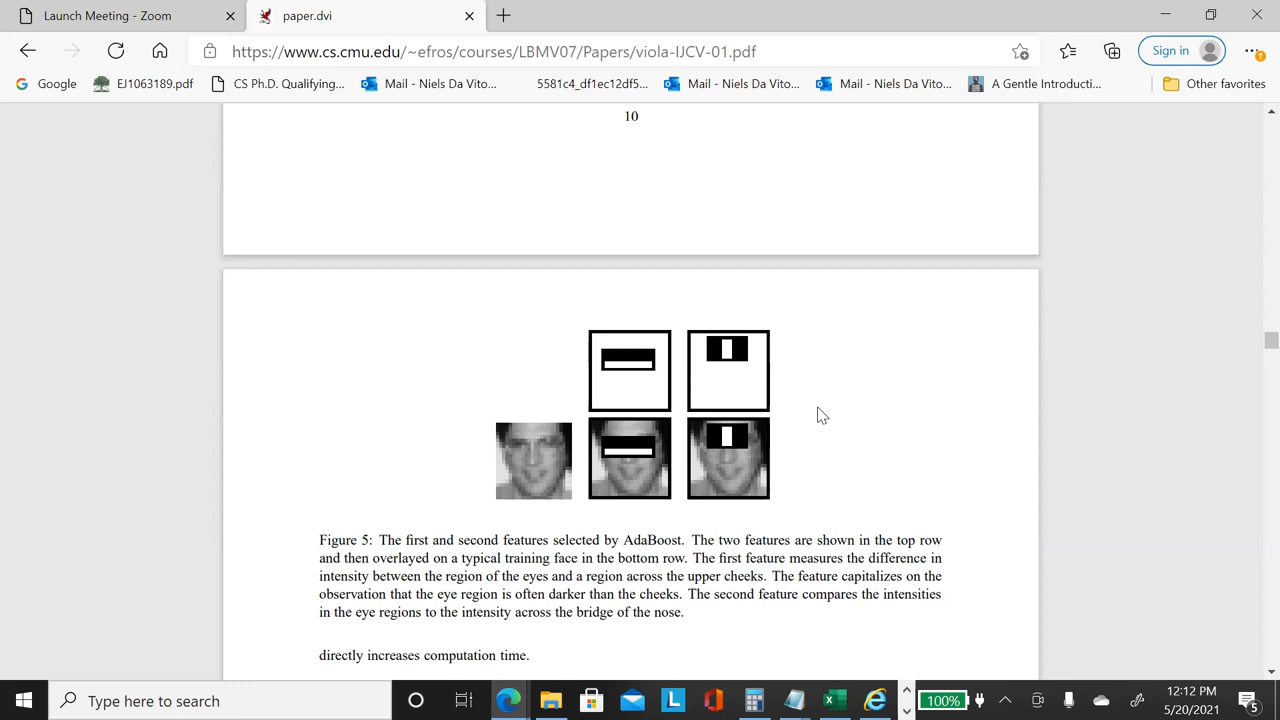 Launch Meeting - Zoom
paper.dvi
https://www.cs.cmu.edu/~efros/courses/LBMV07/Papers/viola-IJCV-01.pdf
Sign in
Google
EJ1063189.pdf
CS Ph.D. Qualifying...
Mail - Niels Da Vito...
5581c4_df1ec12df5...
Mail - Niels Da Vito...
Mail - Niels Da Vito...
A Gentle Introducti...
Other favorites
10
Figure 5: The first and second features selected by AdaBoost. The two features are shown in the top row
and then overlayed on a typical training face in the bottom row. The first feature measures the difference in
intensity between the region of the eyes and a region across the upper cheeks. The feature capitalizes on the
observation that the eye region is often darker than the cheeks. The second feature compares the intensities
in the eye regions to the intensity across the bridge of the nose.
directly increases computation time.
Type here to search
L
100%
12:12 PM
5/20/2021
5